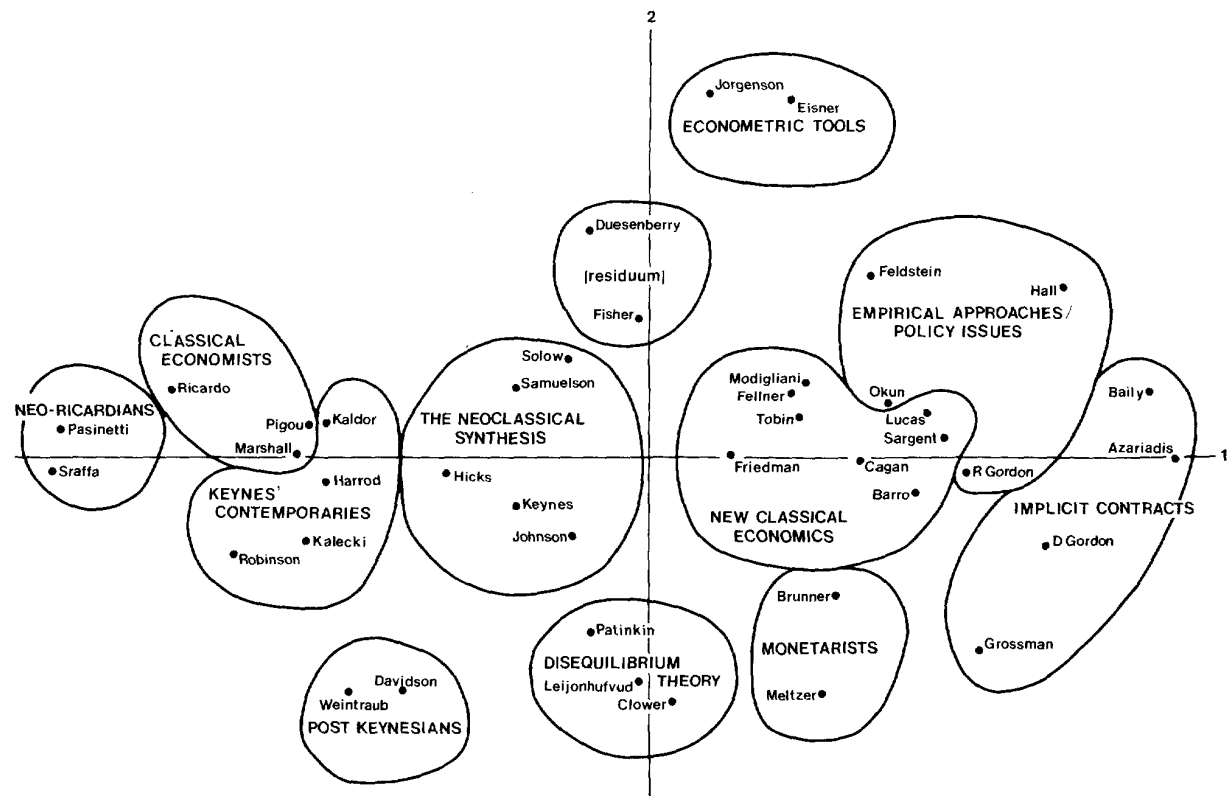 2
Jorgenson
Eisner
ECONOMETRIC TOOLS
Duesenberry
[residuum]
Fisher
Feldstein
Hall
EMPIRICAL APPROACHES/
POLICY ISSUES
CLASSICAL
ECONOMISTS
Ricardo
Pigou
Marshall
NEO-RICARDIANS
Pasinetti
Sraffa
Kaldor
Harrod
KEYNES'
CONTEMPORARIES
Kalecki
Robinson
Solow
Samuelson
THE NEOCLASSICAL
SYNTHESIS
Hicks
Keynes
Johnson
Modigliani
Fellner
Tobin
Okun
Lucas
Sargent
Friedman
Cagan
Barro
R Gordon
NEW CLASSICAL
ECONOMICS
Baily
Azariadis
1
IMPLICIT CONTRACTS
D Gordon
Grossman
Brunner
MONETARISTS
Meltzer
Patinkin
DISEQUILIBRIUM
THEORY
Leijonhufvud
Clower
Davidson
Weintraub
POST KEYNESIANS